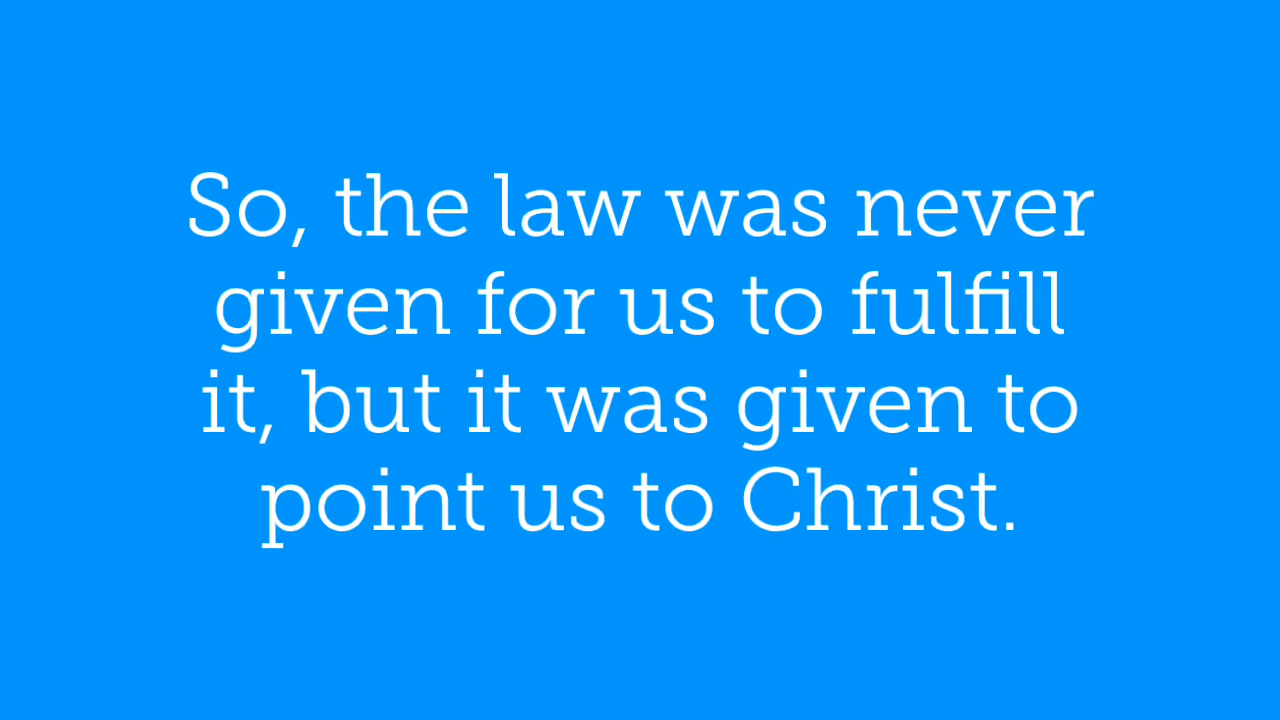 So, the law was never
given for us to fulfill
it, but it was given to
point us to Christ.